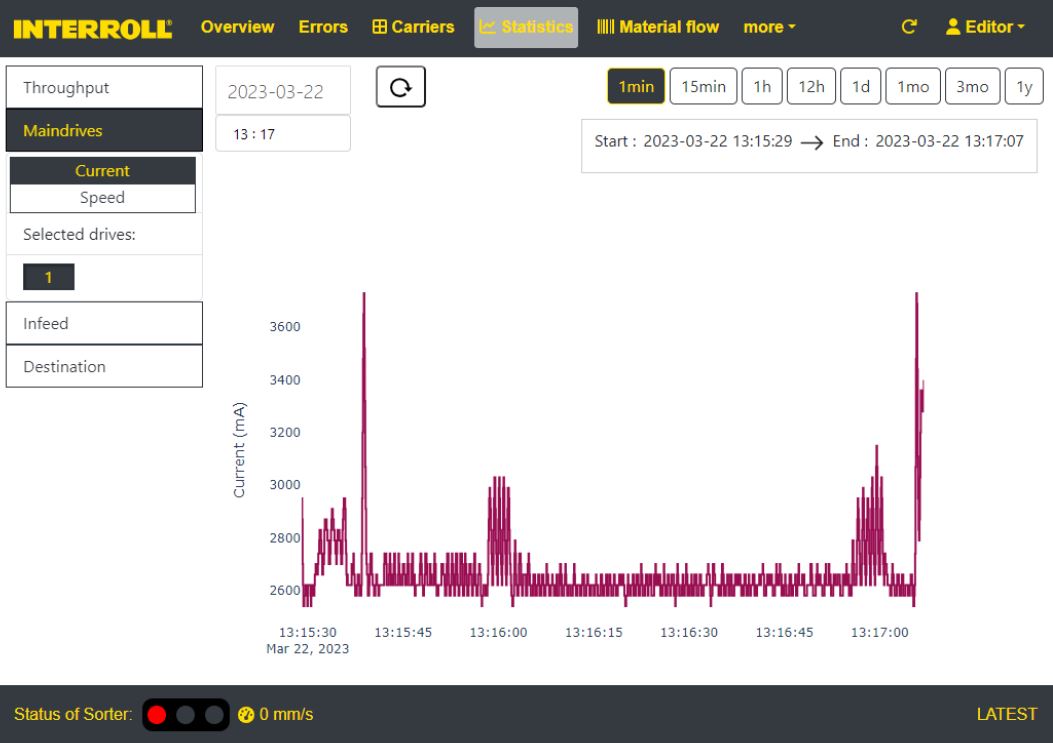 INTERROLL Overview Errors Carriers Statistics Material flow more Editor
Throughput
2023-03-22
1min 15min 1h 12h 1d 1mo 3mo 1y
Maindrives
13 : 17
Start : 2023-03-22 13:15:29 → End : 2023-03-22 13:17:07
Current
Speed
Selected drives:
1
Infeed
Destination
Current (mA)
3600
3400
3200
3000
2800
2600
13:15:30 13:15:45 13:16:00 13:16:15 13:16:30 13:16:45 13:17:00
Mar 22, 2023
Status of Sorter: 0 mm/s LATEST